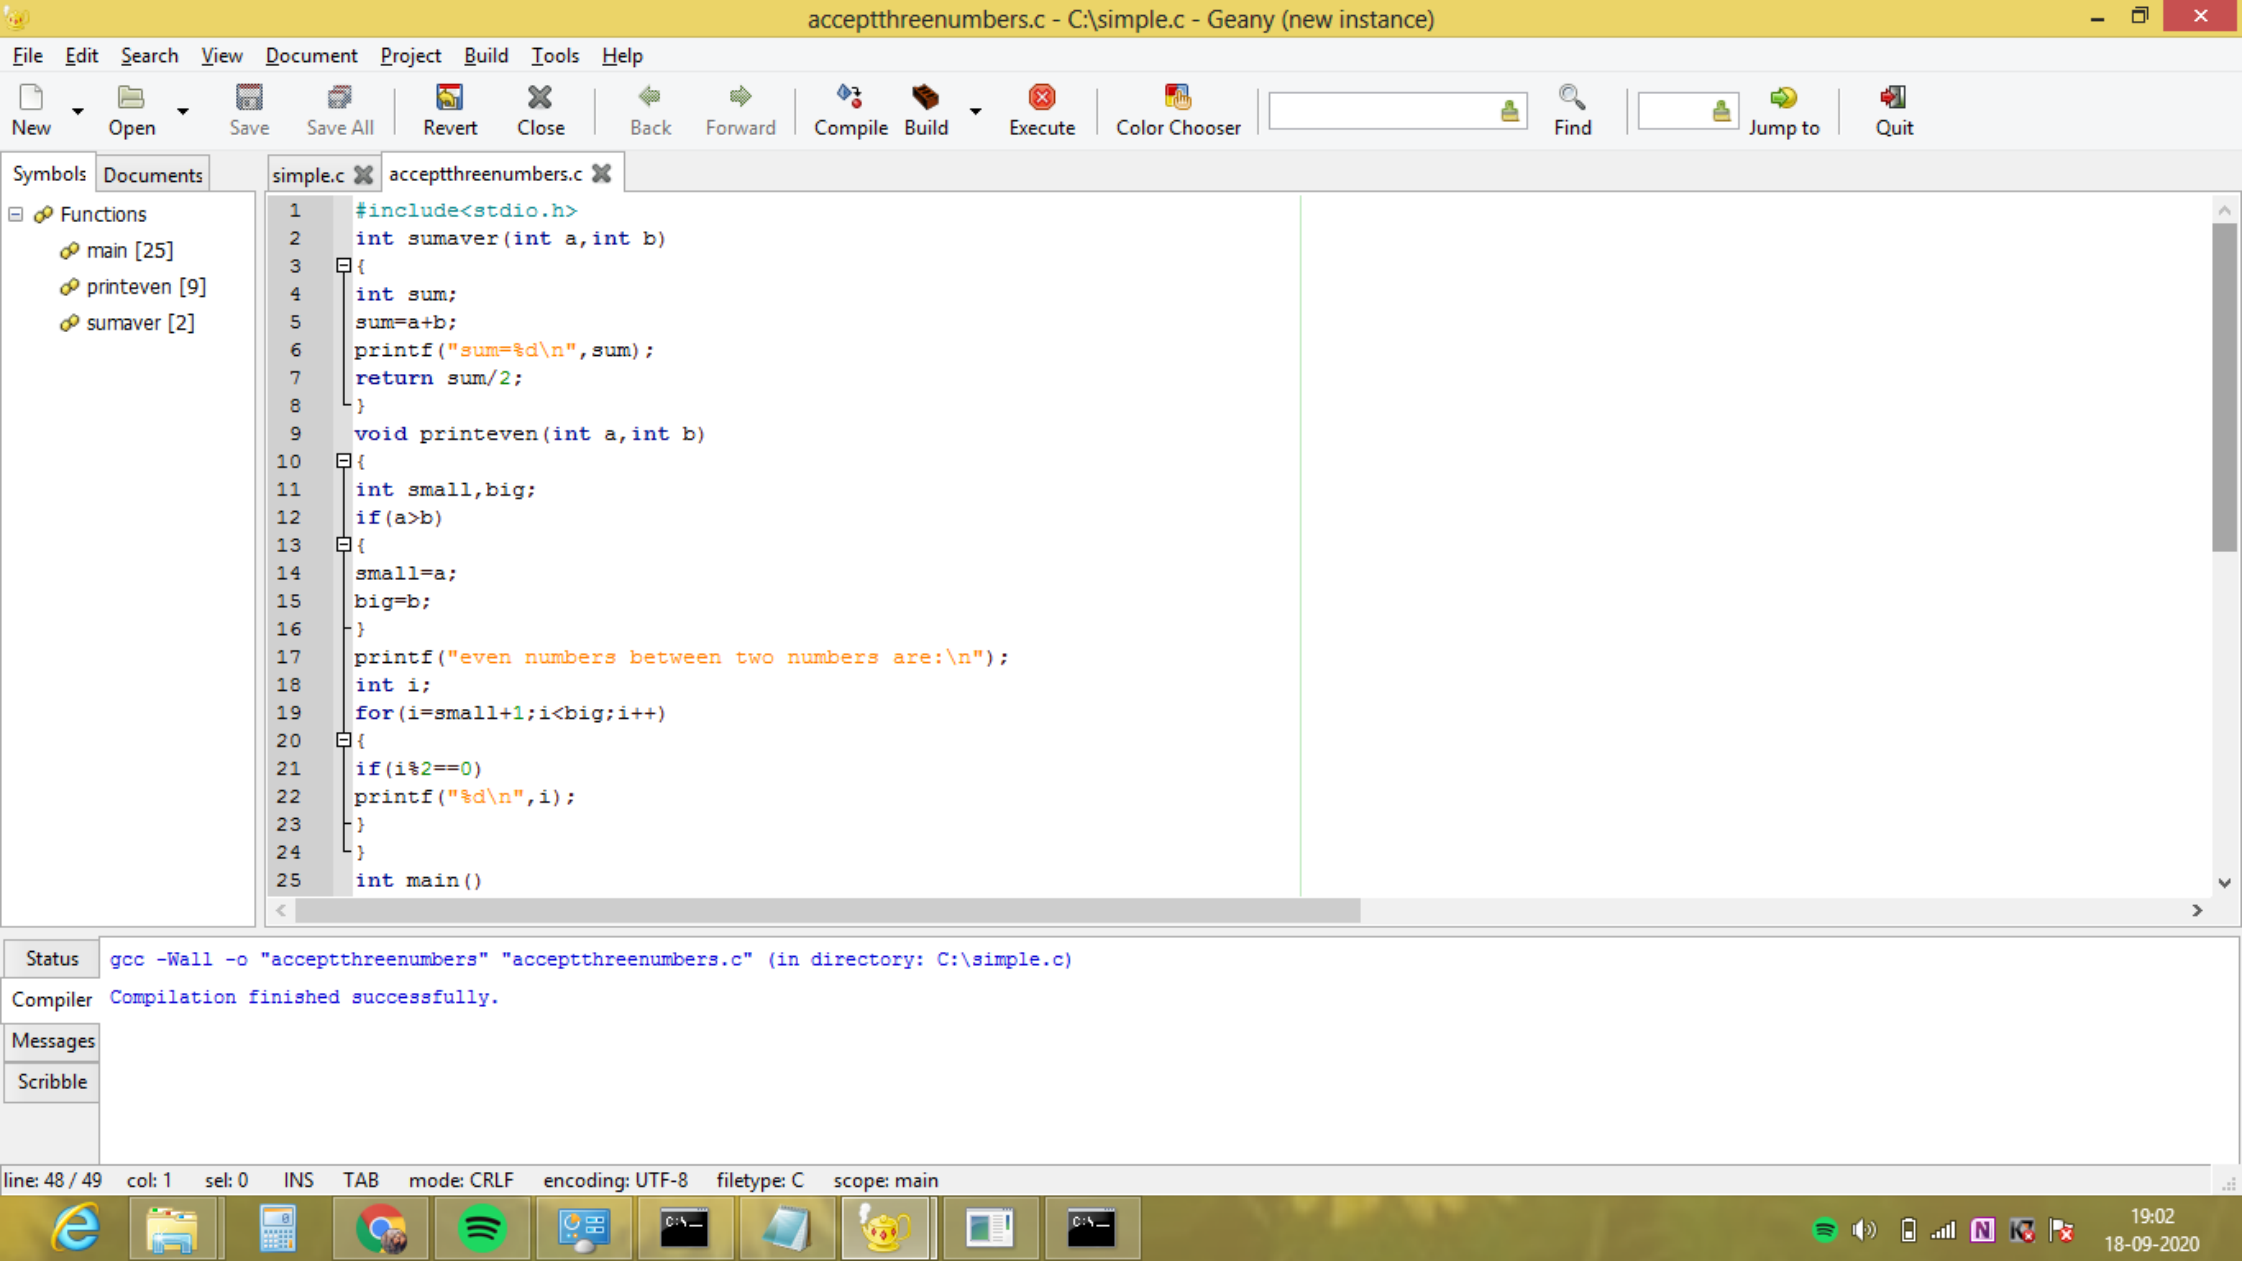 acceptthreenumbers.c - C:\simple.c - Geany (new instance)
File Edit Search View Document Project Build Tools Help
New Open Save Save All Revert Close Back Forward Compile Build Execute Color Chooser Find Jump to Quit
Symbols Documents
simple.c acceptthreenumbers.c
Functions
main [25]
printeven [9]
sumaver [2]
1 #include<stdio.h>
2 int sumaver(int a,int b)
3 {
4 int sum;
5 sum=a+b;
6 printf("sum=%d\n",sum);
7 return sum/2;
8 }
9 void printeven(int a,int b)
10 {
11 int small,big;
12 if(a>b)
13 {
14 small=a;
15 big=b;
16 }
17 printf("even numbers between two numbers are:\n");
18 int i;
19 for(i=small+1;i<big;i++)
20 {
21 if(i%2==0)
22 printf("%d\n",i);
23 }
24 }
25 int main()
Status
Compiler
Messages
Scribble
gcc -Wall -o "acceptthreenumbers" "acceptthreenumbers.c" (in directory: C:\simple.c)
Compilation finished successfully.
line: 48 / 49 col: 1 sel: 0 INS TAB mode: CRLF encoding: UTF-8 filetype: C scope: main
19:02
18-09-2020